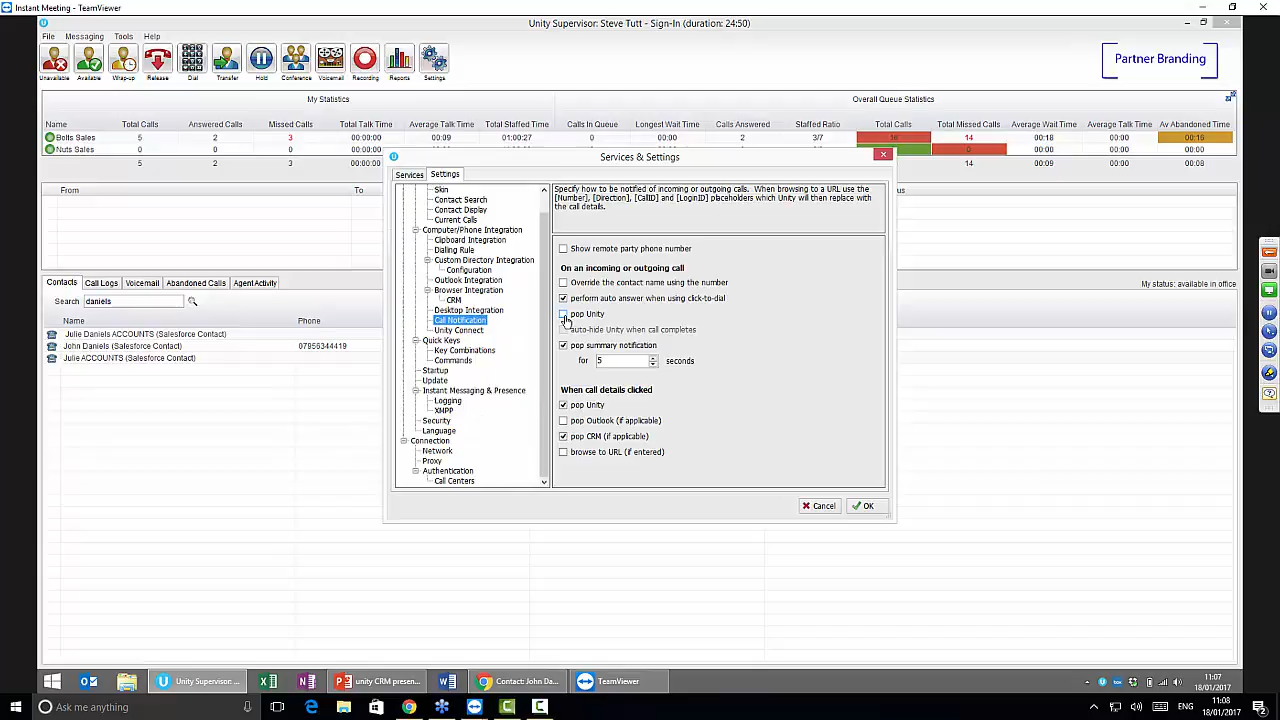 Instant Meeting - TeamViewer
Unity Supervisor: Steve Tutt - Sign-In (duration: 24:50)
File Messaging Tools Help
Unavailable Available Wrap-up Release Dial Transfer Hold Conference Voicemail Recording Reports Settings
Partner Branding
My Statistics Overall Queue Statistics
Name Total Calls Answered Calls Missed Calls Total Talk Time Average Talk Time Total Staffed Time Calls In Queue Longest Wait Time Calls Answered Staffed Ratio Total Calls Total Missed Calls Average Wait Time Average Talk Time Av Abandoned Time
Bolts Sales 5 2 3 00:00:00 00:09 01:00:27 0 00:00 2 3/7 14 00:18 00:00 00:16
Nuts Sales 0 00:00 00:00 00:00
5 2 3 00:00:00 14 00:09 00:00 00:08
Services & Settings
From To
Services Settings
Skin
Contact Search
Contact Display
Current Calls
Computer/Phone Integration
Clipboard Integration
Dialing Rule
Custom Directory Integration
Configuration
Outlook Integration
Browser Integration
CRM
Desktop Integration
Call Notification
Unity Connect
Quick Keys
Key Combinations
Commands
Startup
Update
Instant Messaging & Presence
Logging
XMPP
Security
Language
Connection
Network
Proxy
Authentication
Call Centers
Specify how to be notified of incoming or outgoing calls. When browsing to a URL use the
[Number], [Direction], [CallID] and [LoginID] placeholders which Unity will then replace with
the call details.
Show remote party phone number
On an incoming or outgoing call
Override the contact name using the number
perform auto answer when using click-to-dial
pop Unity
auto-hide Unity when call completes
pop summary notification
for 5 seconds
When call details clicked
pop Unity
pop Outlook (if applicable)
pop CRM (if applicable)
browse to URL (if entered)
Cancel OK
Contacts Call Logs Voicemail Abandoned Calls Agent Activity
My status: available in office
Search daniels
Name Phone
Julie Daniels ACCOUNTS (Salesforce Contact)
John Daniels (Salesforce Contact) 07956344419
Julie ACCOUNTS (Salesforce Contact)
Unity Supervisor: ... unity CRM presen... Contact: John Da... TeamViewer
11:07
18/01/2017
Ask me anything
ENG
11:08
18/01/2017